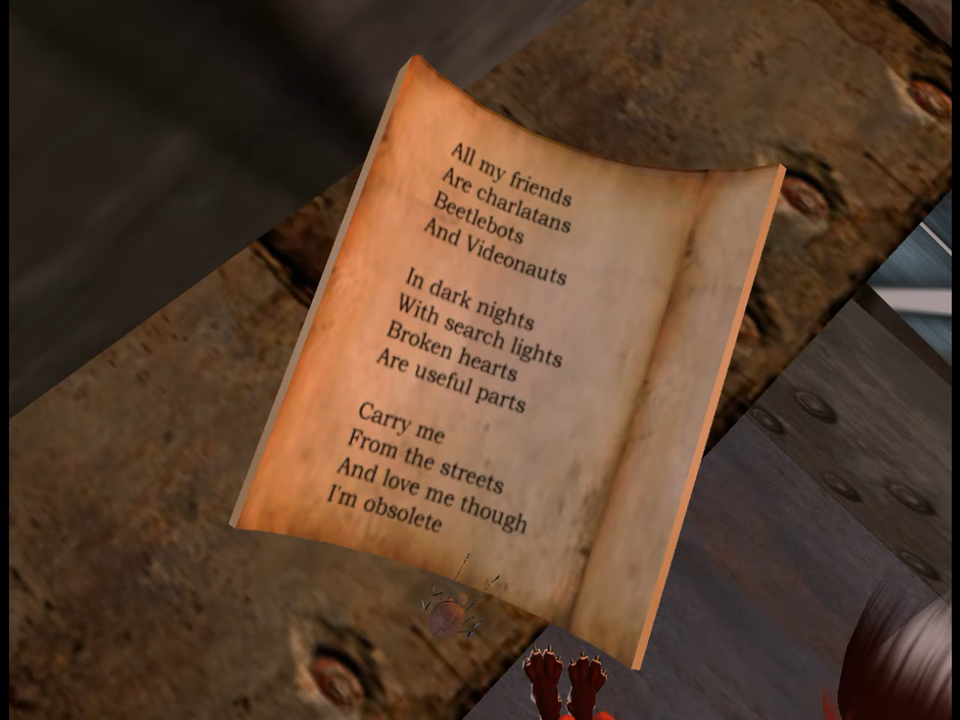 All my friends
Are charlatans
Beetlebots
And Videonauts
In dark nights
With search lights
Broken hearts
Are useful parts
Carry me
From the streets
And love me though
I'm obsolete